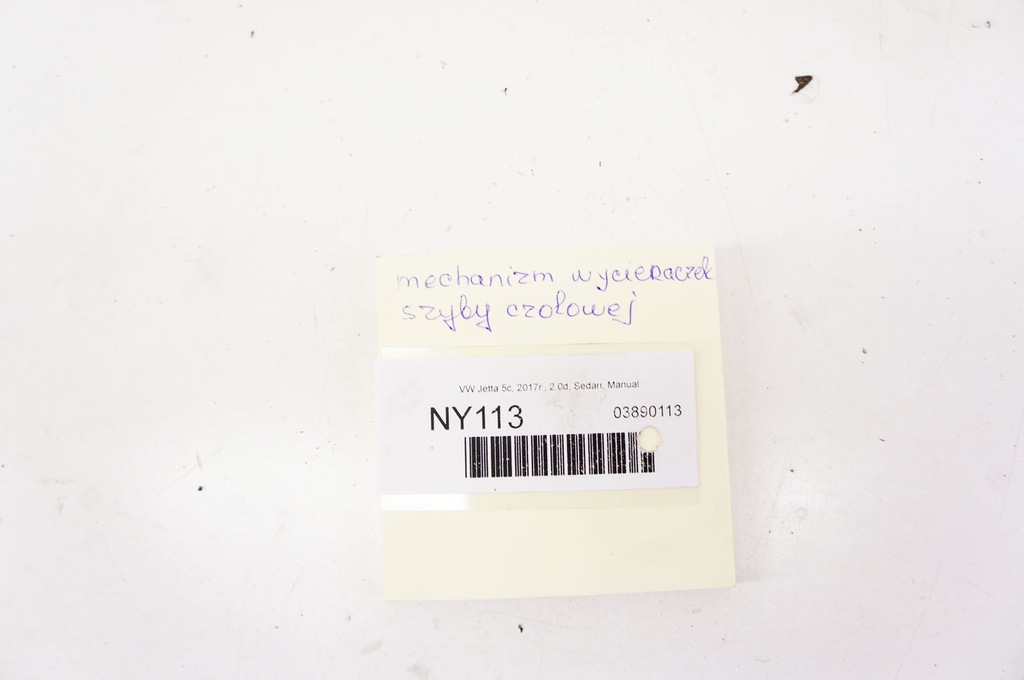 mechanizm wycieraczek
szyby czołowej
VW Jetta 5c, 2017r., 2.0d, Sedan, Manual
NY113
03890113